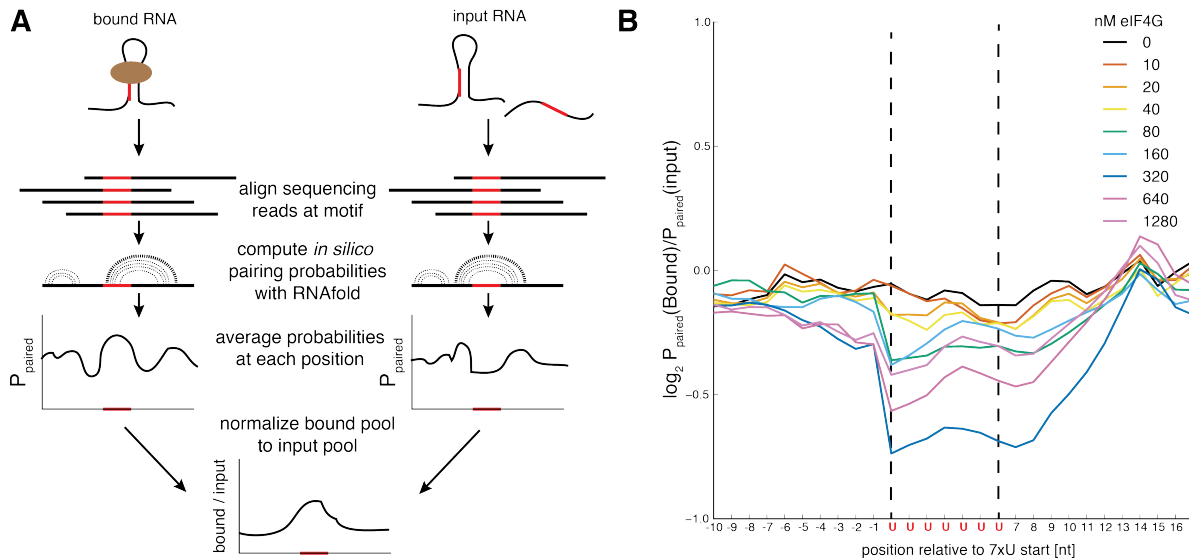 A
bound RNA
input RNA
align sequencing
reads at motif
compute in silico
pairing probabilities
with RNAfold
average probabilities
at each position
Ppaired
Ppaired
normalize bound pool
to input pool
bound / input
B
nM eIF4G
0
10
20
40
80
160
320
640
1280
log2 Ppaired(Bound)/Ppaired(input)
1.0
0.5
0.0
−0.5
−1.0
-10 -9 -8 -7 -6 -5 -4 -3 -2 -1 U U U U U U U 7 8 9 10 11 12 13 14 15 16
position relative to 7xU start [nt]